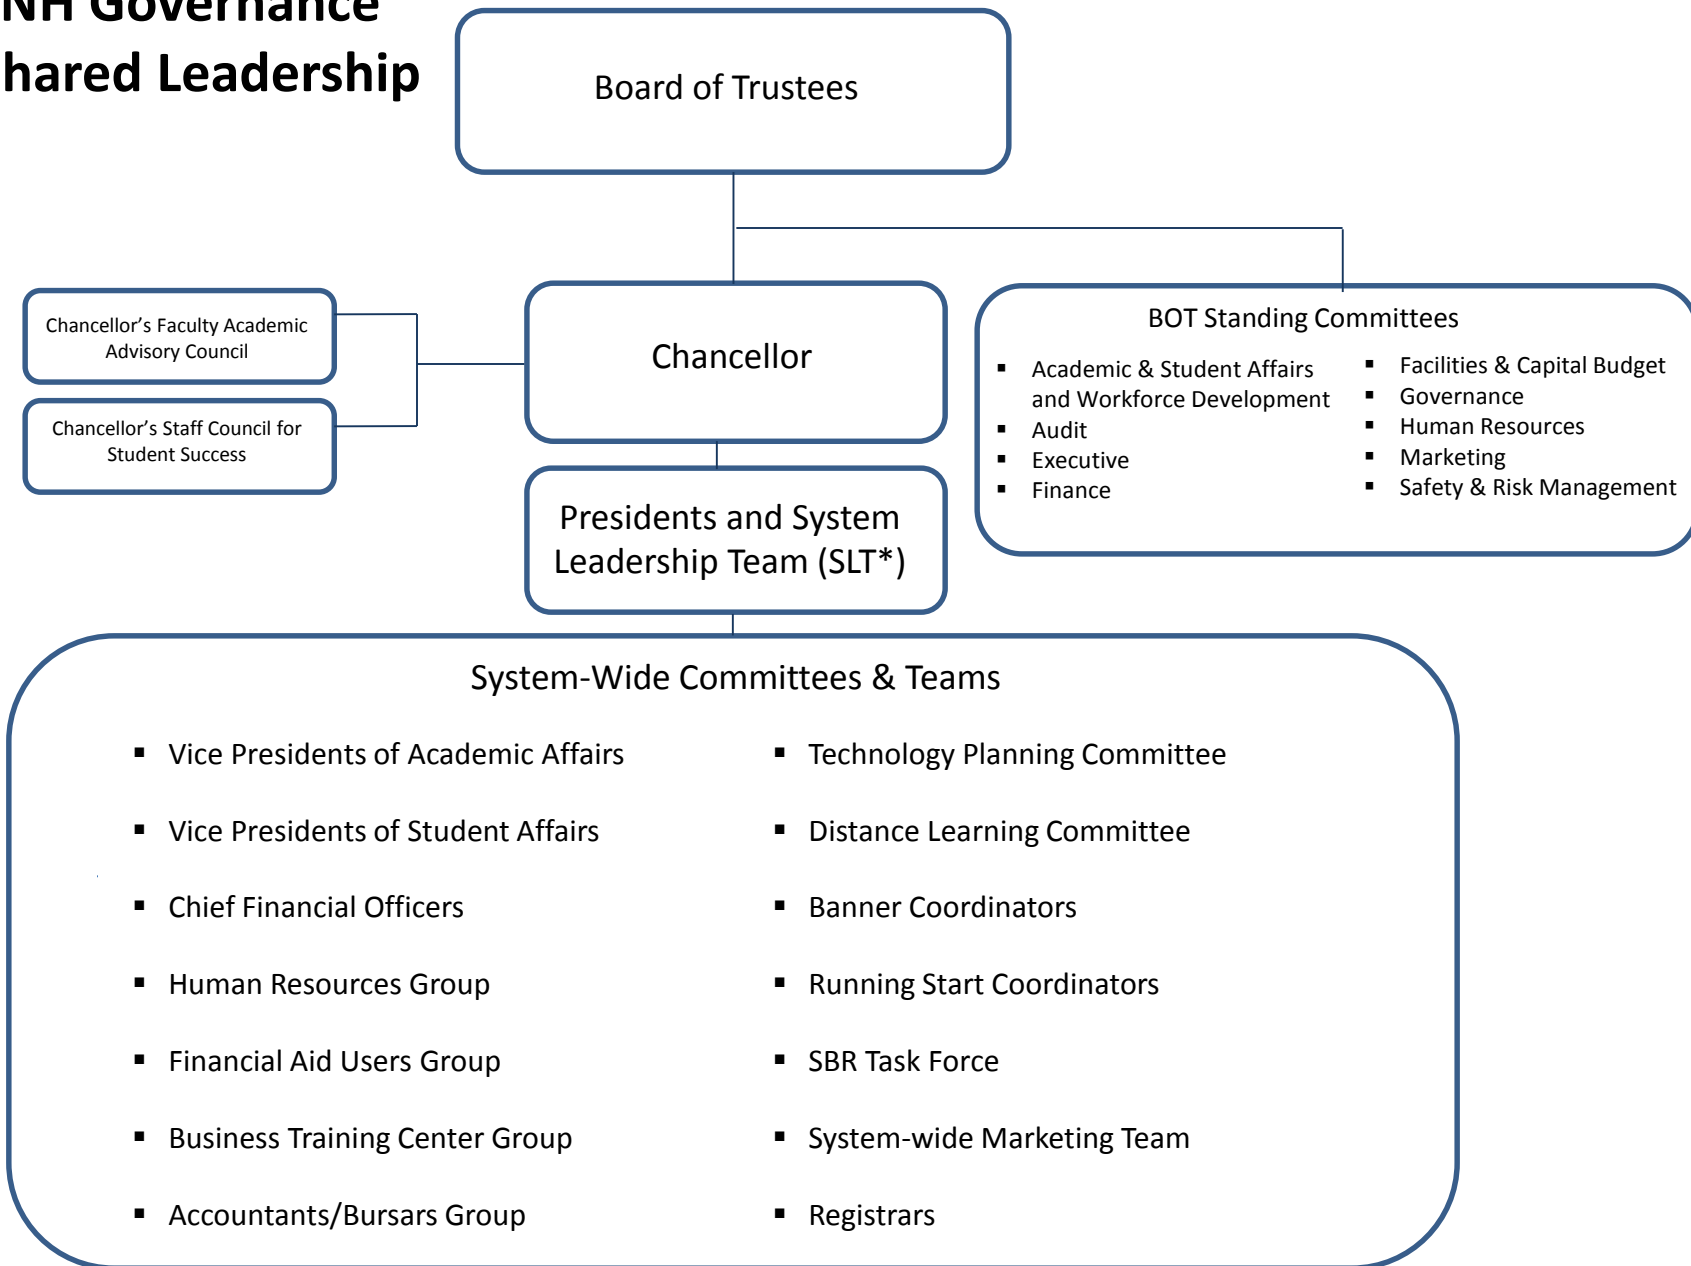 NH Governance
hared Leadership
Board of Trustees
Chancellor’s Faculty Academic
Advisory Council
Chancellor’s Staff Council for
Student Success
Chancellor
BOT Standing Committees
▪ Academic & Student Affairs
and Workforce Development
▪ Audit
▪ Executive
▪ Finance
▪ Facilities & Capital Budget
▪ Governance
▪ Human Resources
▪ Marketing
▪ Safety & Risk Management
Presidents and System
Leadership Team (SLT*)
System-Wide Committees & Teams
▪ Vice Presidents of Academic Affairs
▪ Vice Presidents of Student Affairs
▪ Chief Financial Officers
▪ Human Resources Group
▪ Financial Aid Users Group
▪ Business Training Center Group
▪ Accountants/Bursars Group
▪ Technology Planning Committee
▪ Distance Learning Committee
▪ Banner Coordinators
▪ Running Start Coordinators
▪ SBR Task Force
▪ System-wide Marketing Team
▪ Registrars